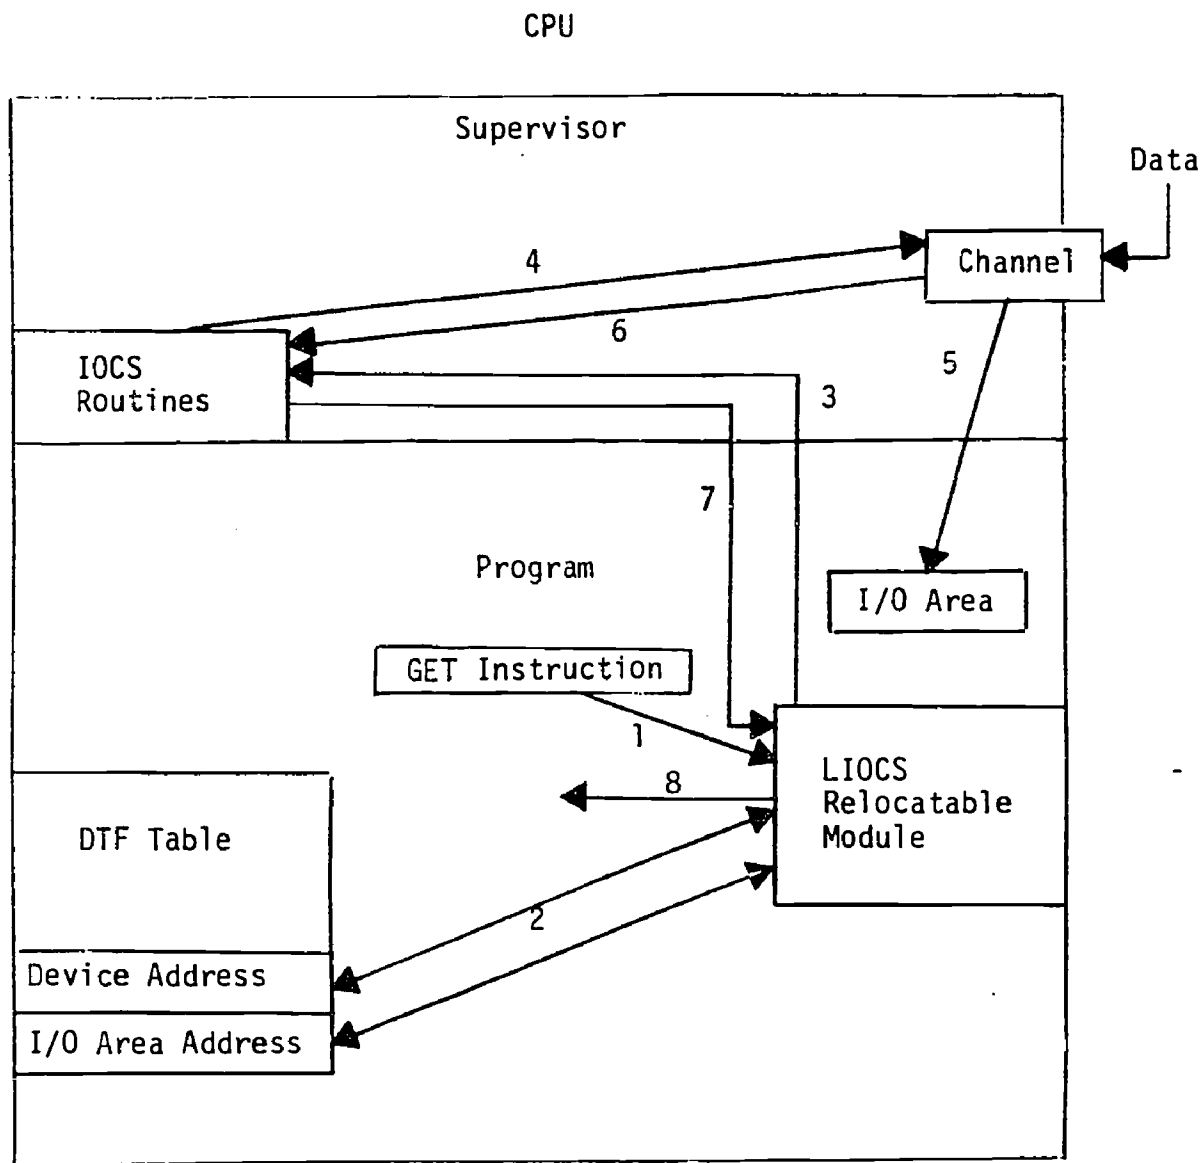 CPU
Supervisor
Data
Channel
4
6
5
IOCS
Routines
3
7
Program
I/O Area
GET Instruction
1
LIOCS
Relocatable
Module
8
DTF Table
2
Device Address
I/O Area Address